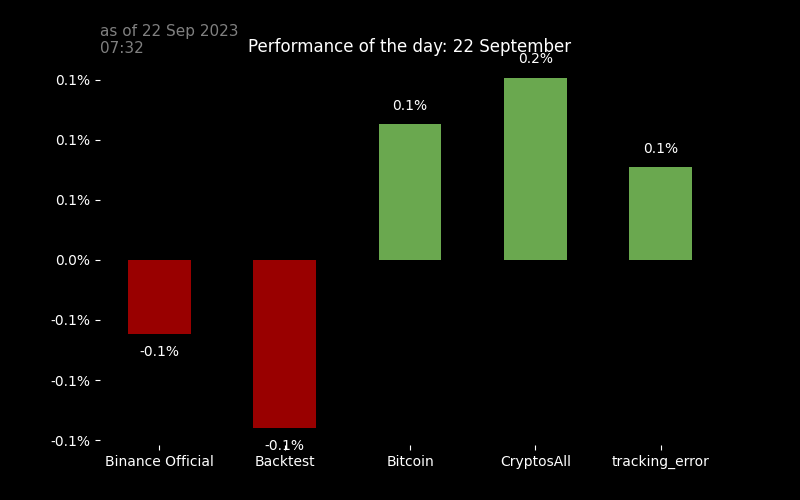 as of 22 Sep 2023
07:32
Performance of the day: 22 September
0.1%
0.1%
0.1%
0.0%
-0.1%
-0.1%
-0.1%
-0.1%
-0.1%
0.1%
0.2%
0.1%
Binance Official
Backtest
Bitcoin
CryptosAll
tracking_error